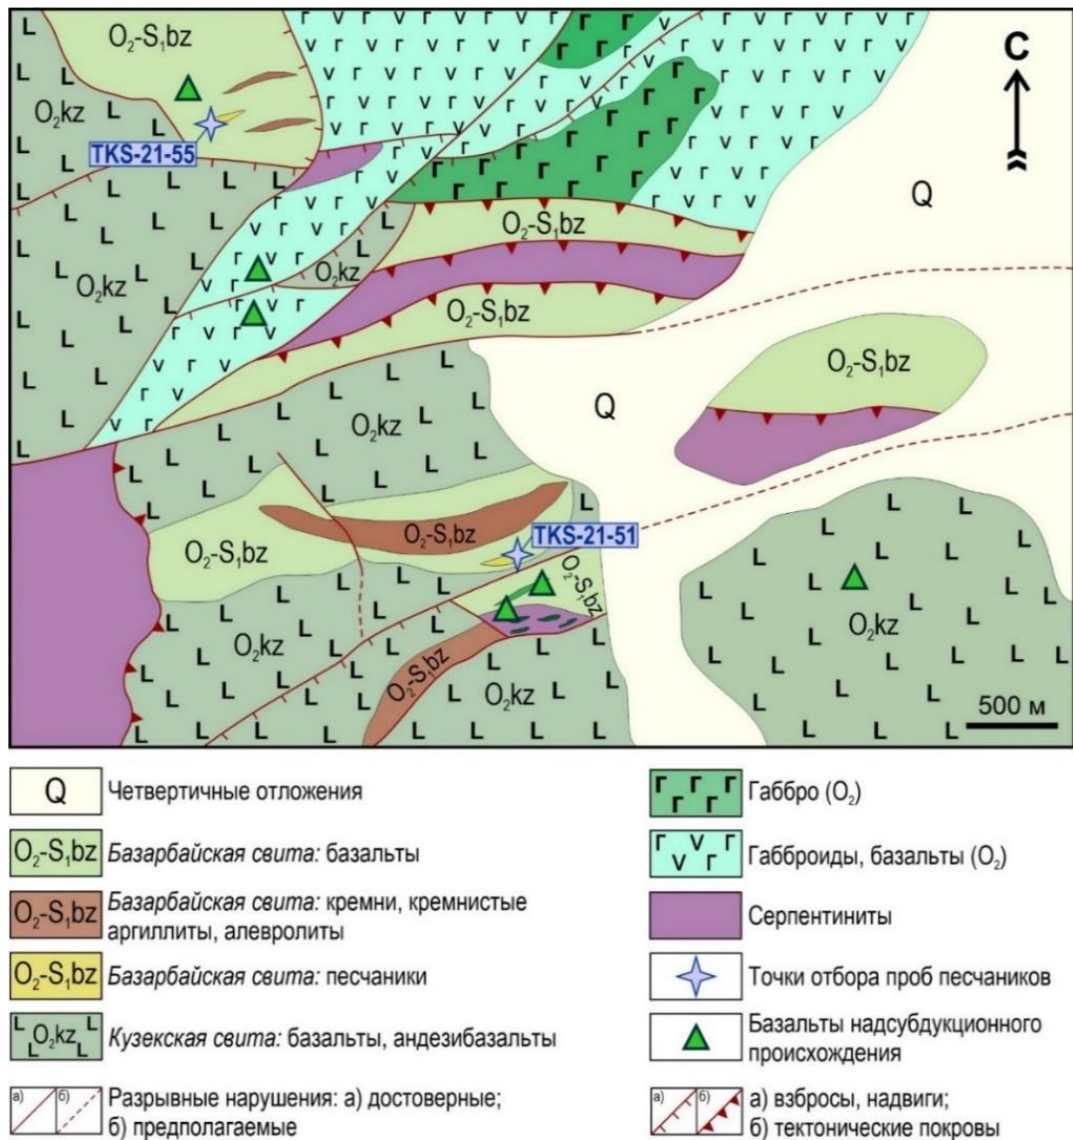 O₂-S₁bz
С
O₂kz
TKS-21-55
Q
O₂-S₁bz
O₂kz
O₂kz
O₂-S₁bz
O₂-S₁bz
Q
O₂kz
O₂-S₁bz
TKS-21-51
O₂-S₁bz
O₂-S₁bz
O₂kz
O₂kz
O₂-S₁bz
O₂kz
500 м
Q Четвертичные отложения
O₂-S₁bz Базарбайская свита: базальты
O₂-S₁bz Базарбайская свита: кремни, кремнистые
аргиллиты, алевролиты
O₂-S₁bz Базарбайская свита: песчаники
L O₂kz L L L Кузекская свита: базальты, андезибазальты
а) б) Разрывные нарушения: а) достоверные;
б) предполагаемые
Г Г Г Г Г Габбро (O₂)
Г V Г V Г Габброиды, базальты (O₂)
Серпентиниты
Точки отбора проб песчаников
Базальты надсубдукционного
происхождения
а) б) а) взбросы, надвиги;
б) тектонические покровы